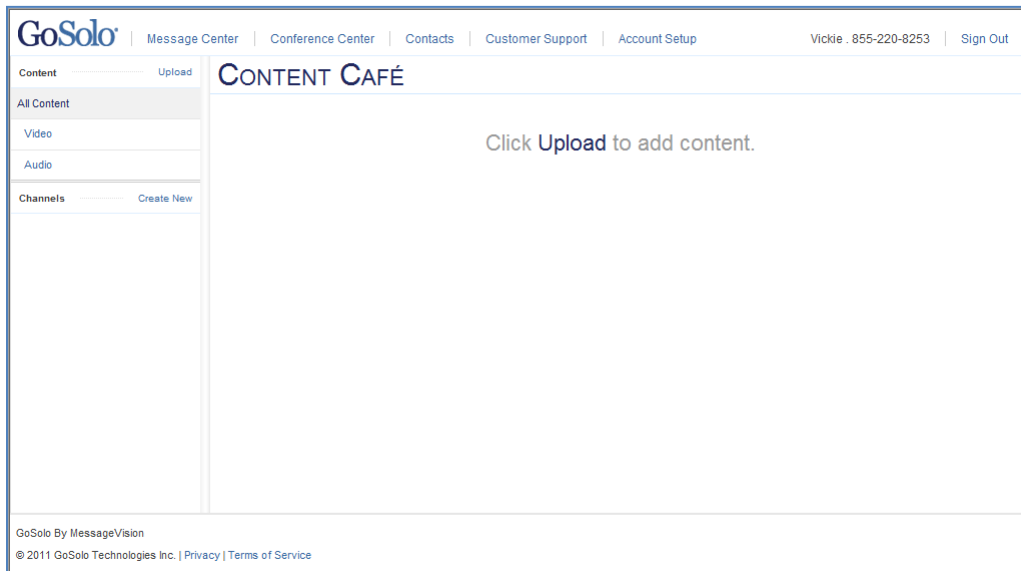 GoSolo® | Message Center | Conference Center | Contacts | Customer Support | Account Setup Vickie . 855-220-8253 | Sign Out
Content Upload
All Content
Video
Audio
Channels Create New
CONTENT CAFÉ
Click Upload to add content.
GoSolo By MessageVision
© 2011 GoSolo Technologies Inc. | Privacy | Terms of Service